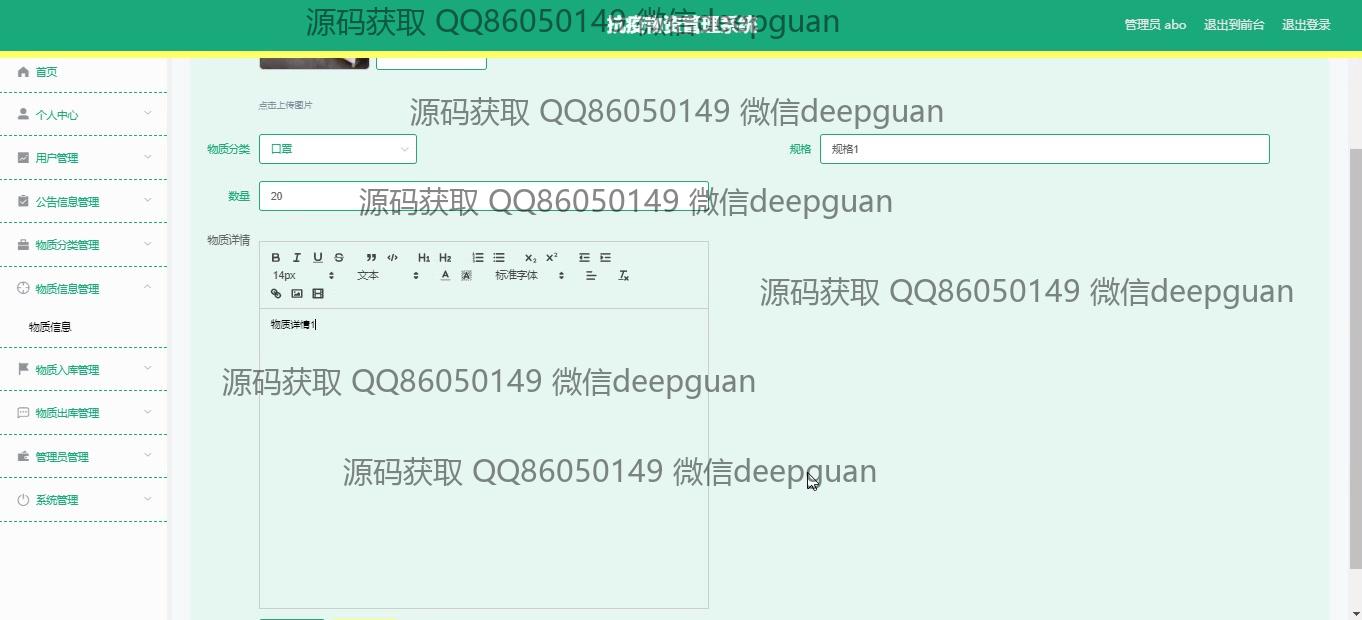 抗疫物资管理系统
管理员 abo 退出到前台 退出登录
源码获取 QQ86050149 微信deepguan
首页
个人中心
用户管理
公告信息管理
物质分类管理
物质信息管理
物质信息
物质入库管理
物质出库管理
管理员管理
系统管理
点击上传图片
源码获取 QQ86050149 微信deepguan
物质分类 口罩 规格 规格1
数量 20
源码获取 QQ86050149 微信deepguan
物质详情
B I U S ” </> H1 H2 X₂ X²
14px 文本 A A 标准字体 Tx
源码获取 QQ86050149 微信deepguan
物质详情1
源码获取 QQ86050149 微信deepguan
源码获取 QQ86050149 微信deepguan